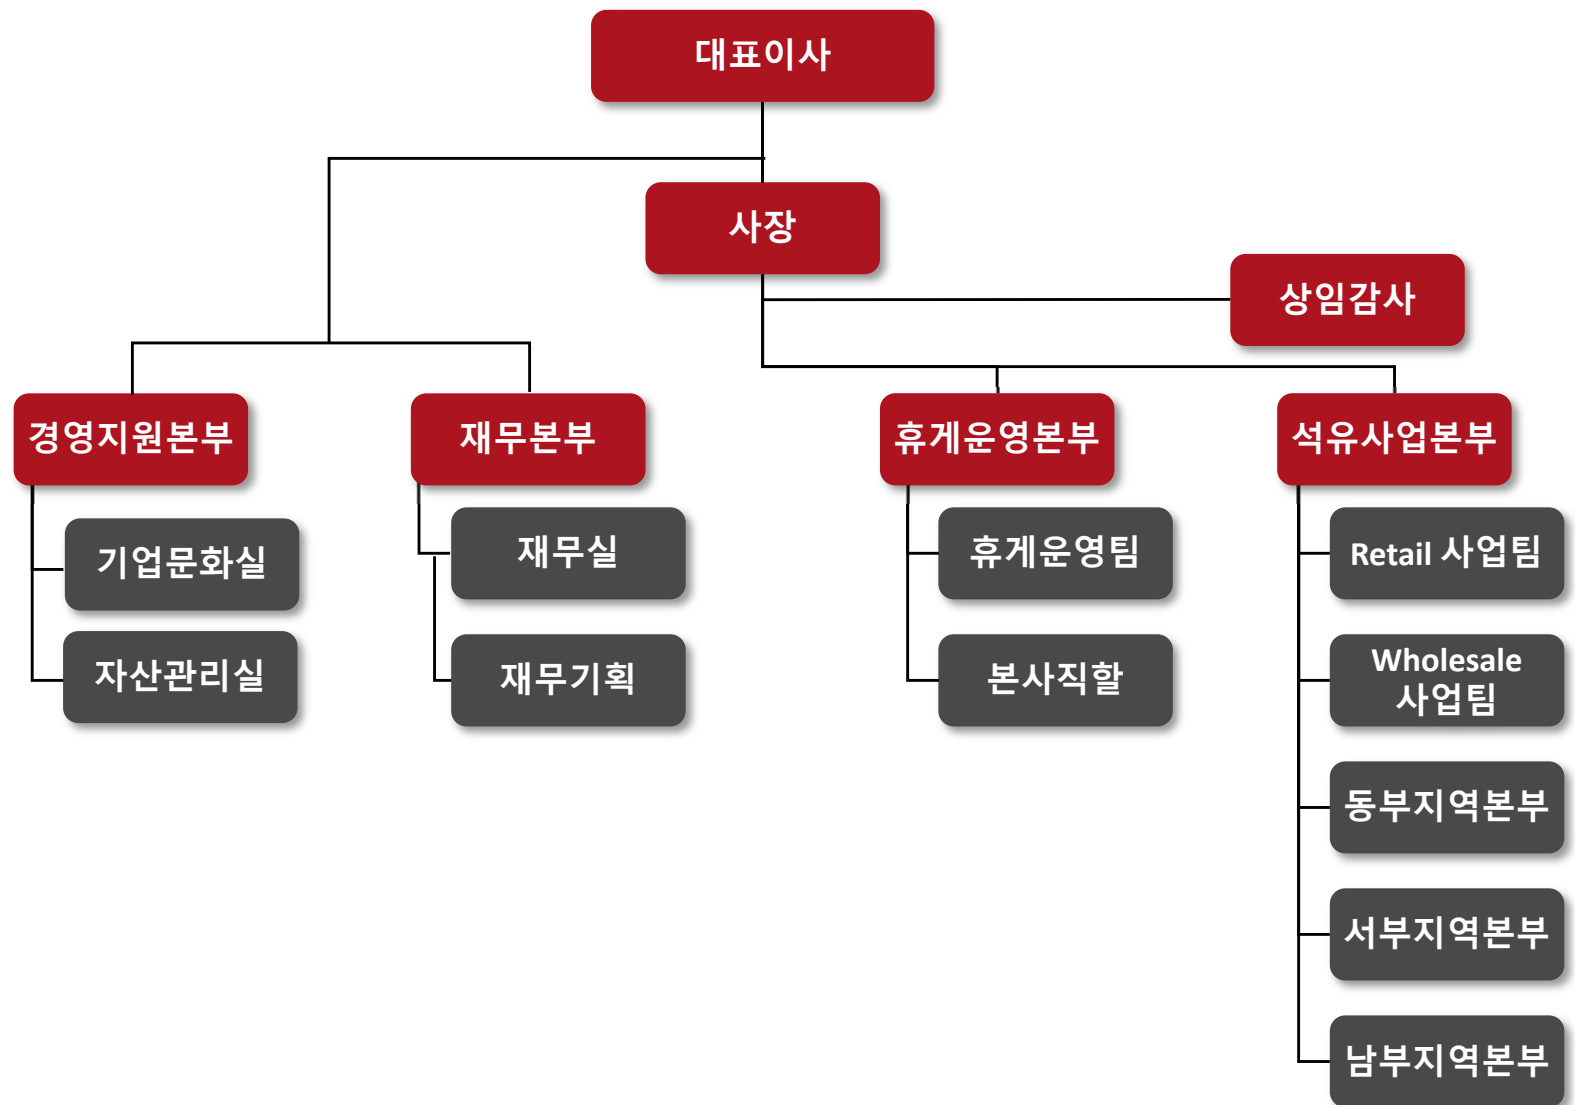 대표이사
사장
상임감사
경영지원본부
재무본부
휴게운영본부
석유사업본부
기업문화실
자산관리실
재무실
재무기획
휴게운영팀
본사직할
Retail 사업팀
Wholesale
사업팀
동부지역본부
서부지역본부
남부지역본부